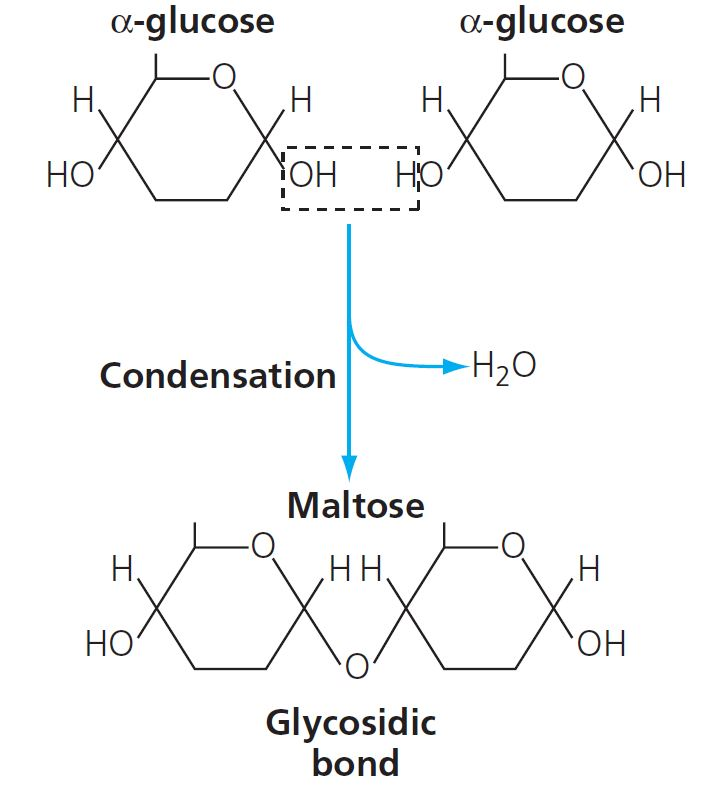 α-glucose α-glucose
O O
H H H H
HO OH HO OH
Condensation H₂O
Maltose
O O
H H H H
HO O OH
Glycosidic
bond